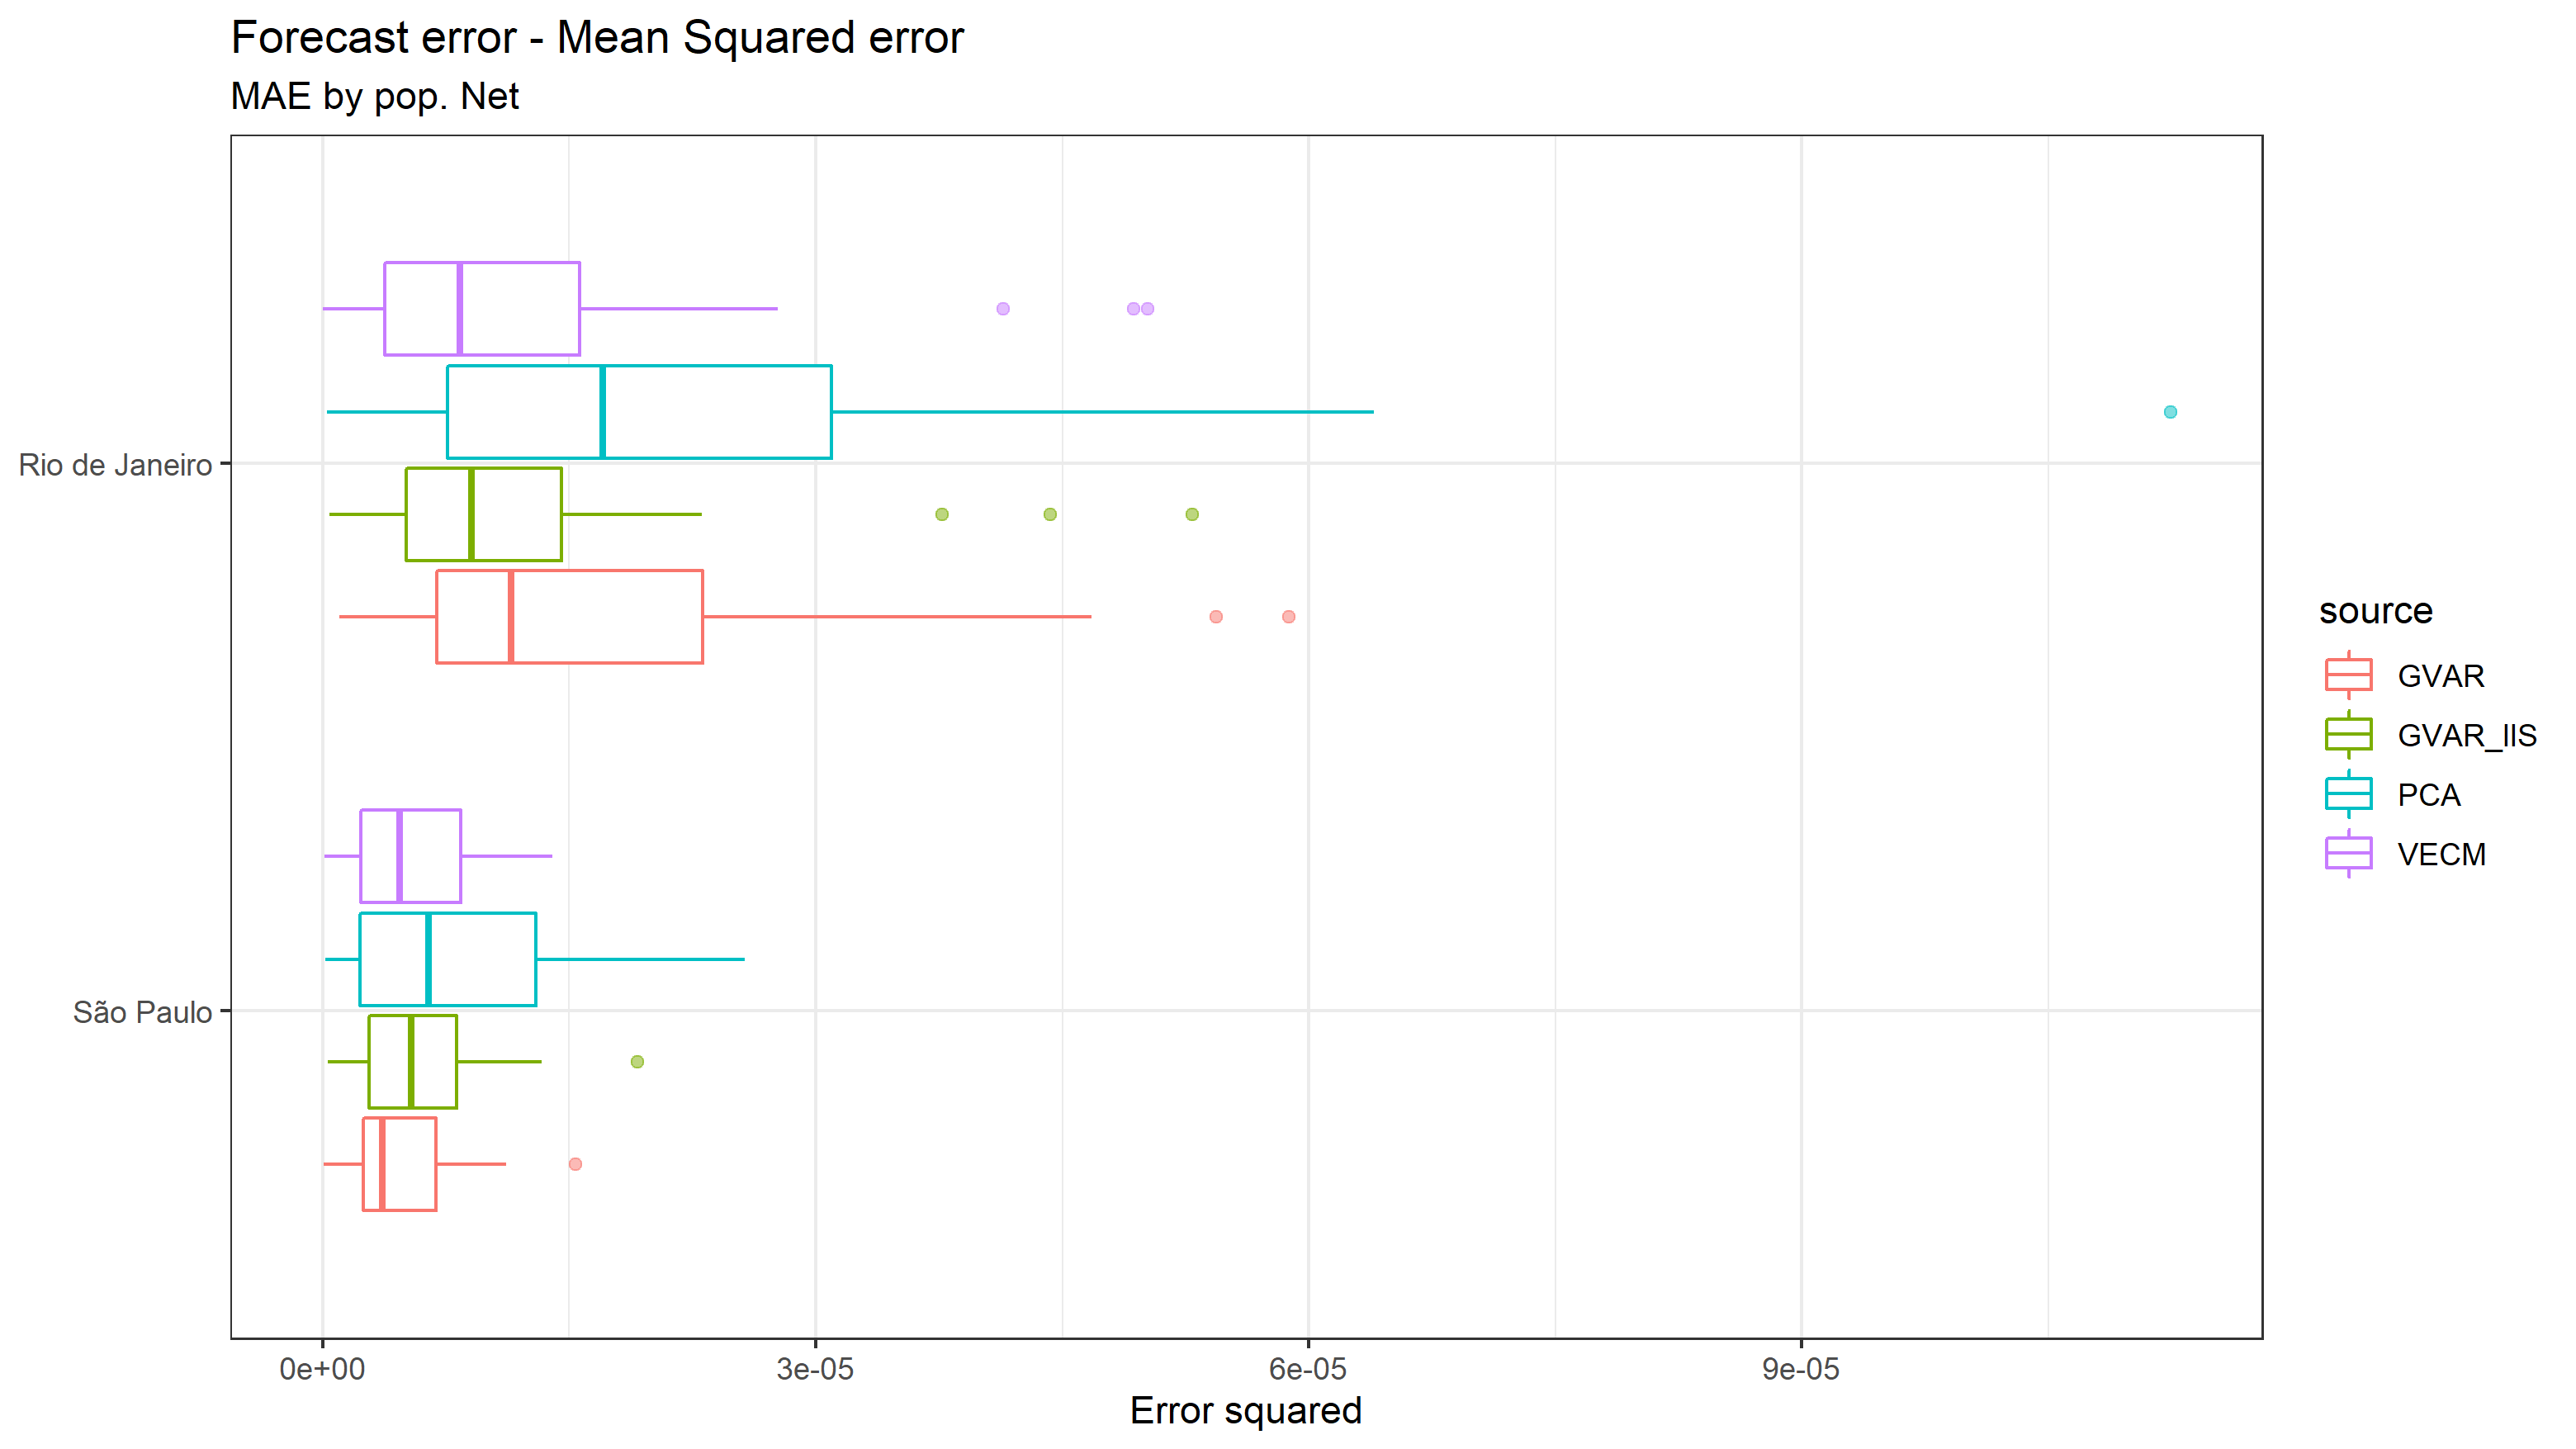 Forecast error - Mean Squared error
MAE by pop. Net
Rio de Janeiro
São Paulo
0e+00
3e-05
6e-05
9e-05
Error squared
source
GVAR
GVAR_IIS
PCA
VECM